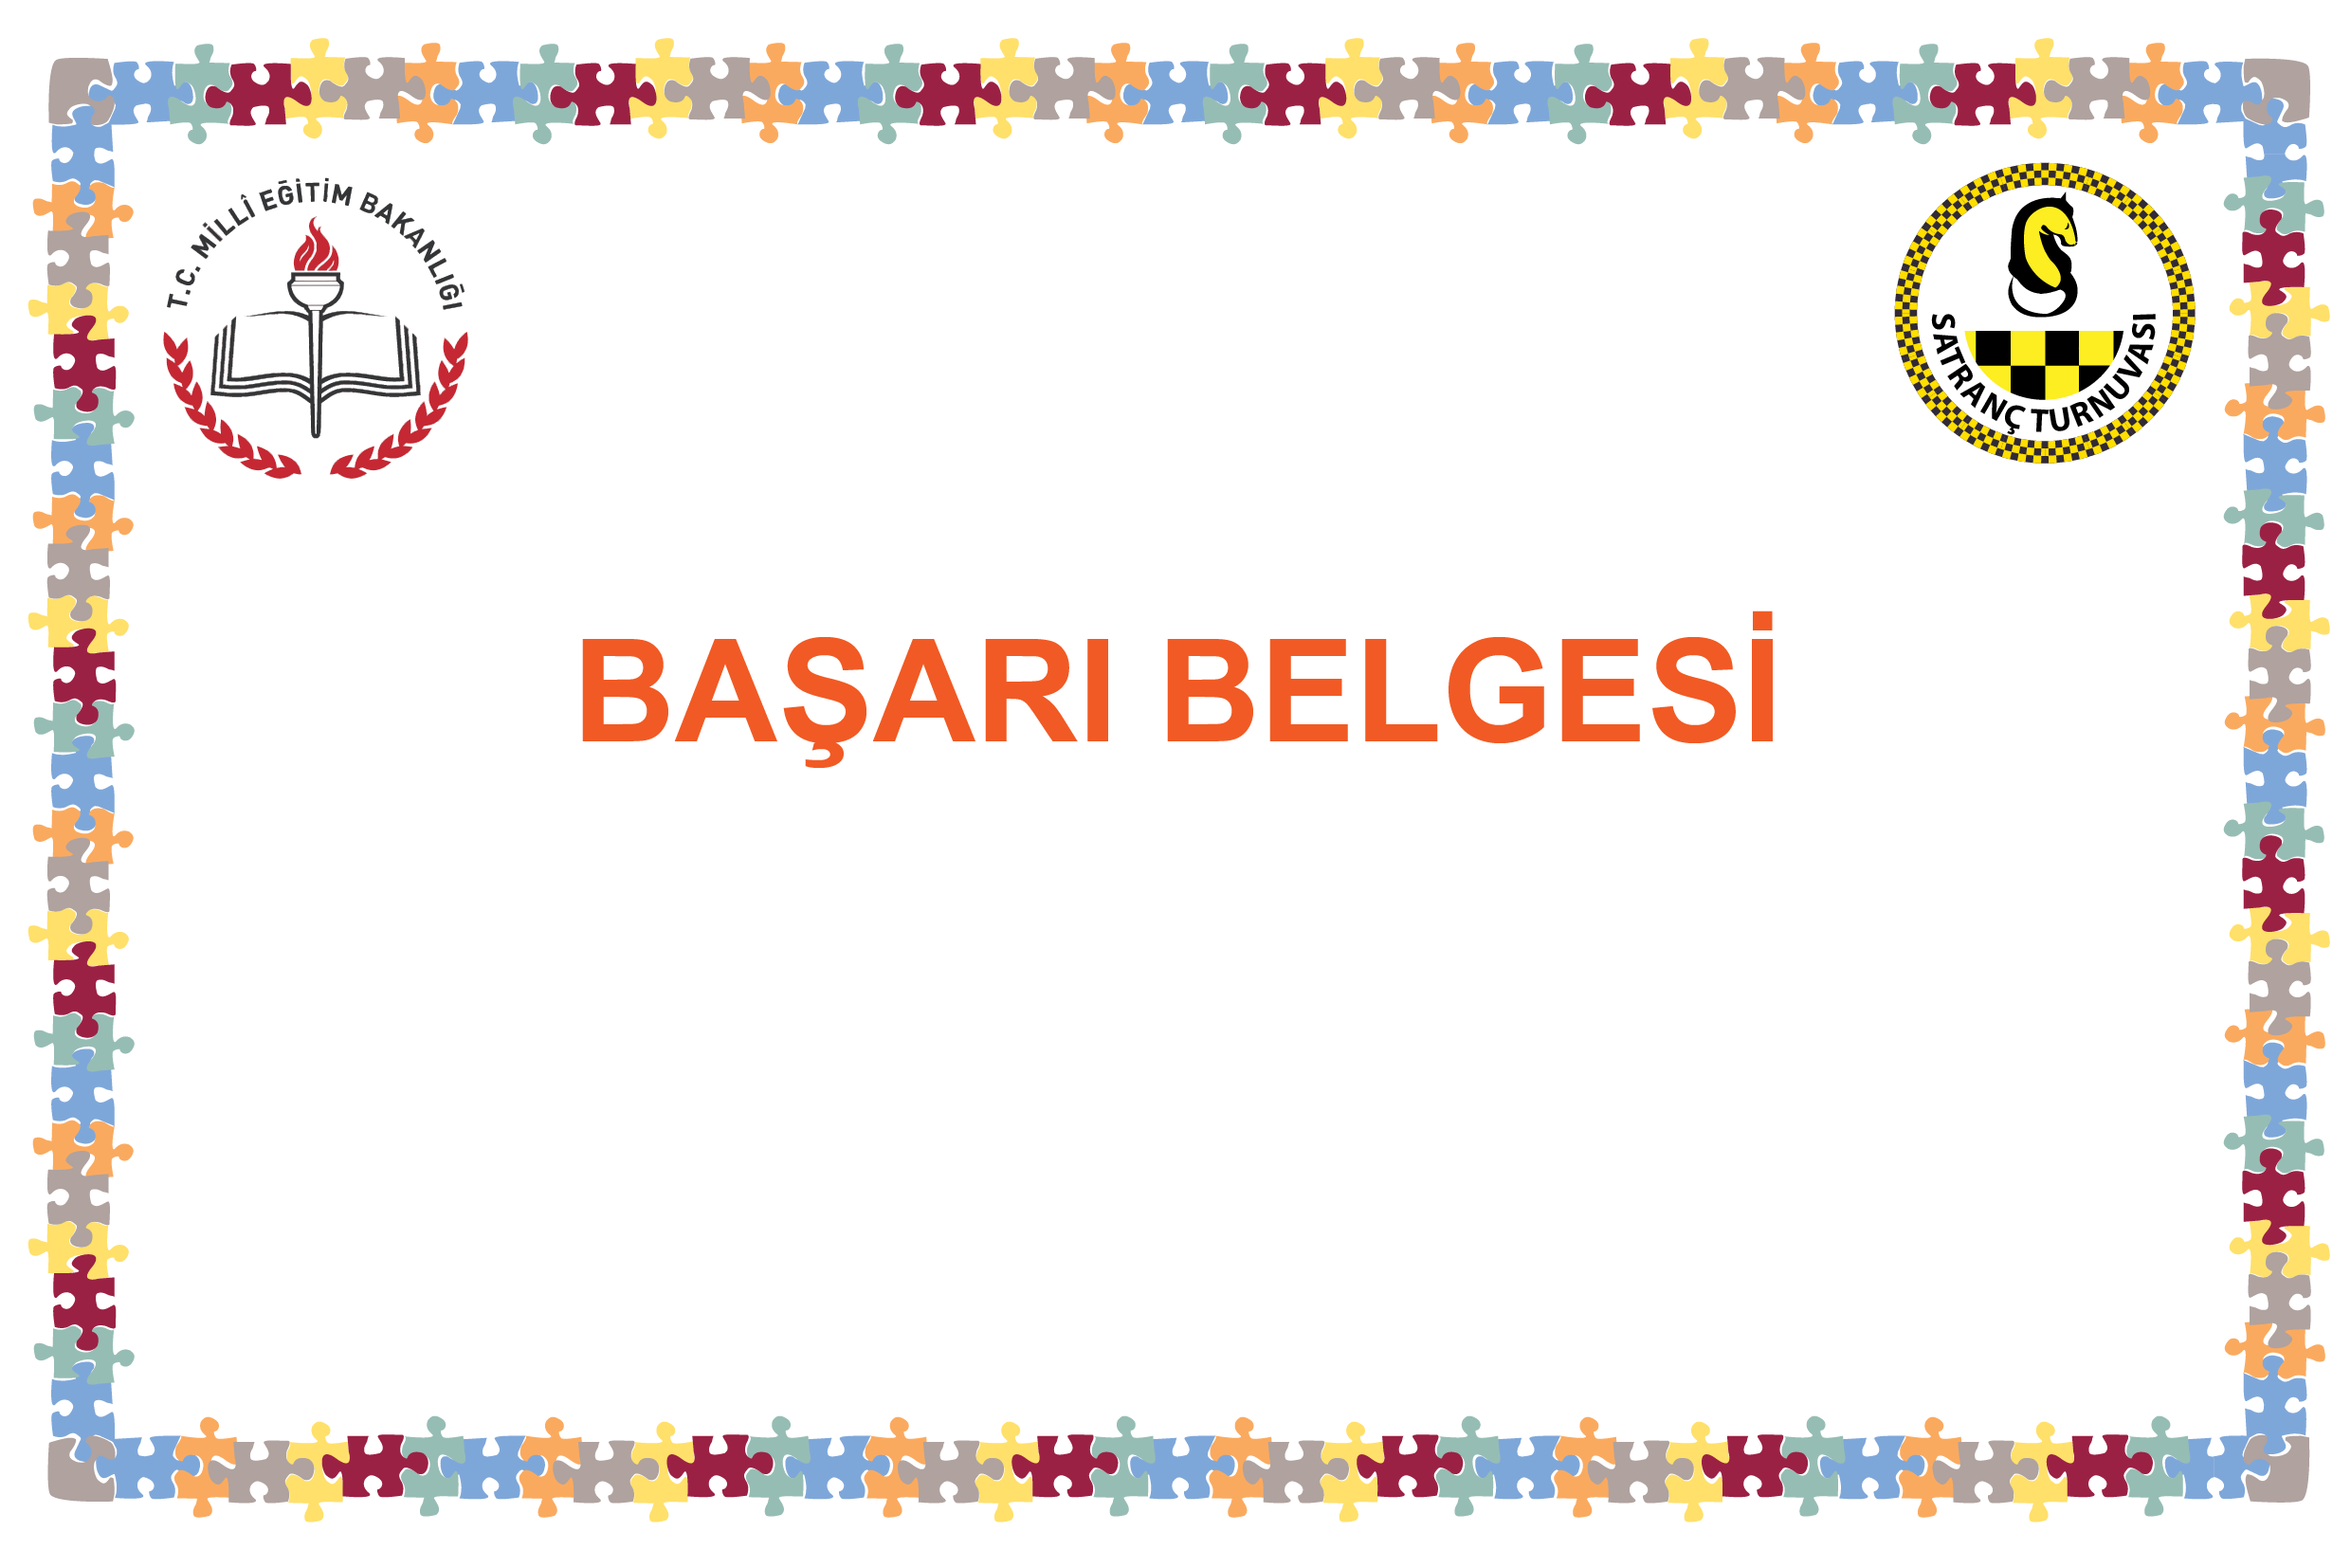 T.C. MİLLÎ EĞİTİM BAKANLIĞI
SATRANÇ TURNUVASI
BAŞARI BELGESİ